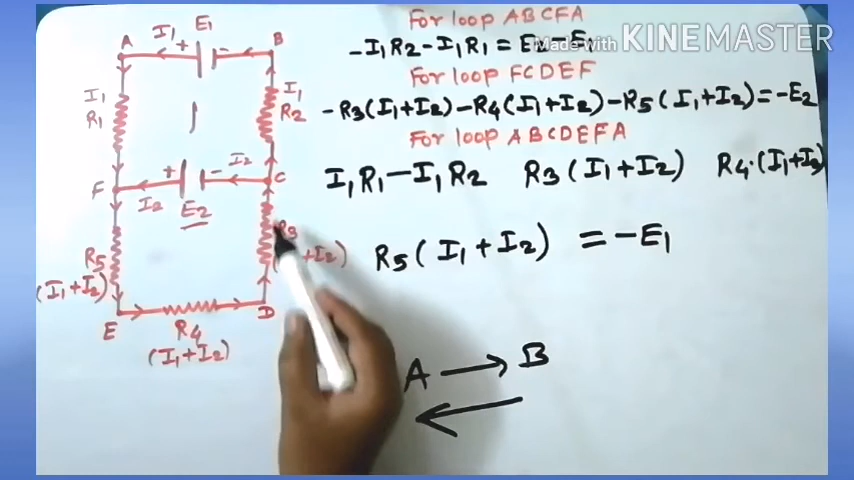 For loop ABCFA
-I1R2-I1R1 = E2-E1
Made with KINEMASTER
For loop FCDEF
-R3(I1+I2)-R4(I1+I2)-R5(I1+I2)=-E2
For loop ABCDEFA
I1R1-I1R2 R3(I1+I2) R4.(I1+I2)
R5(I1+I2) =-E1
A → B
←
A I1 + E1 - B
I1
R1
I1
R2
F + - I2 C
I2 E2
R3
+I2)
R5
(I1+I2)
E R4 D
(I1+I2)